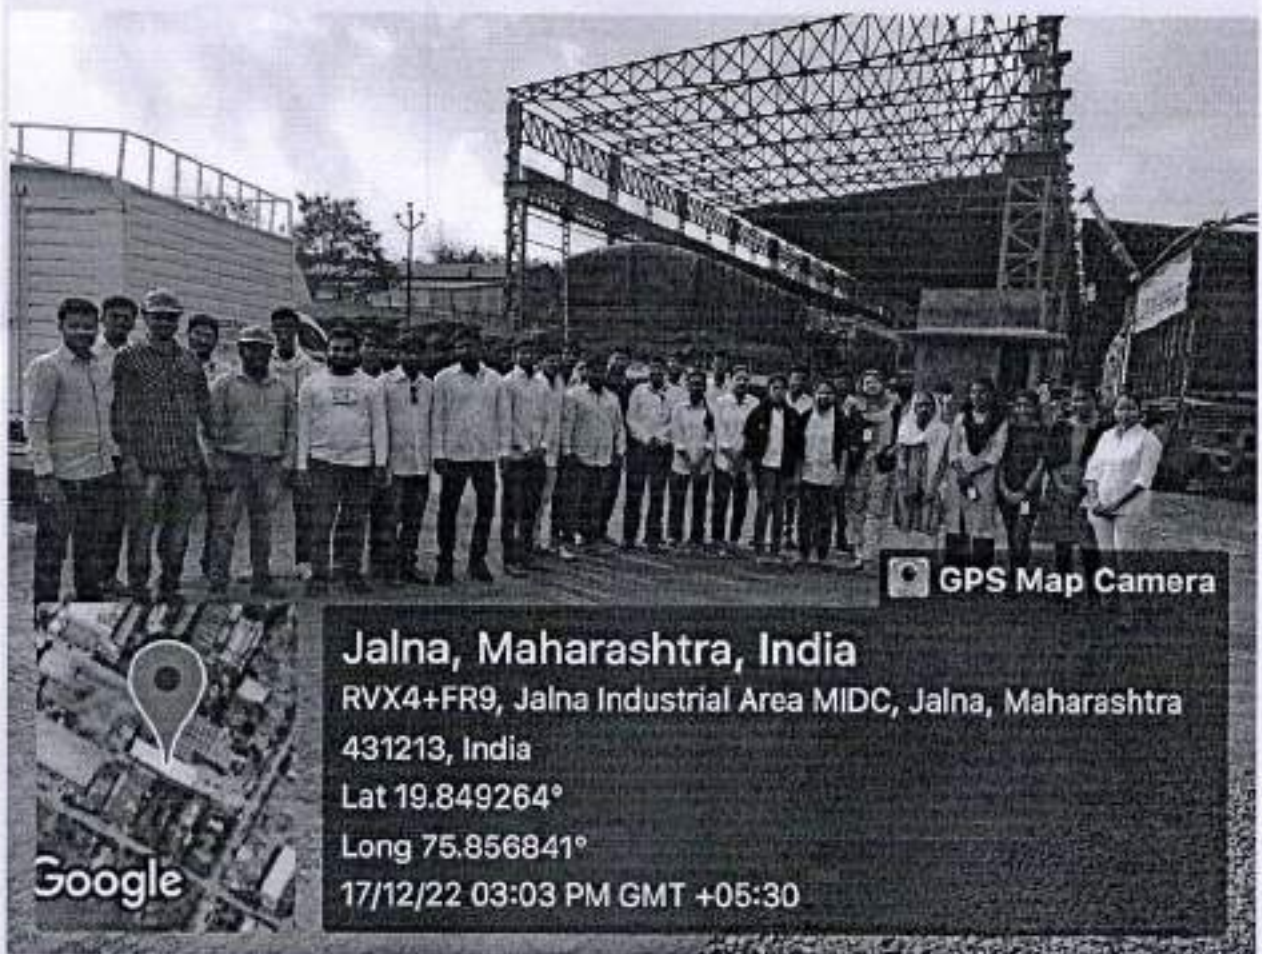 GPS Map Camera
Jalna, Maharashtra, India
RVX4+FR9, Jalna Industrial Area MIDC, Jalna, Maharashtra
431213, India
Lat 19.849264°
Long 75.856841°
17/12/22 03:03 PM GMT +05:30
Google